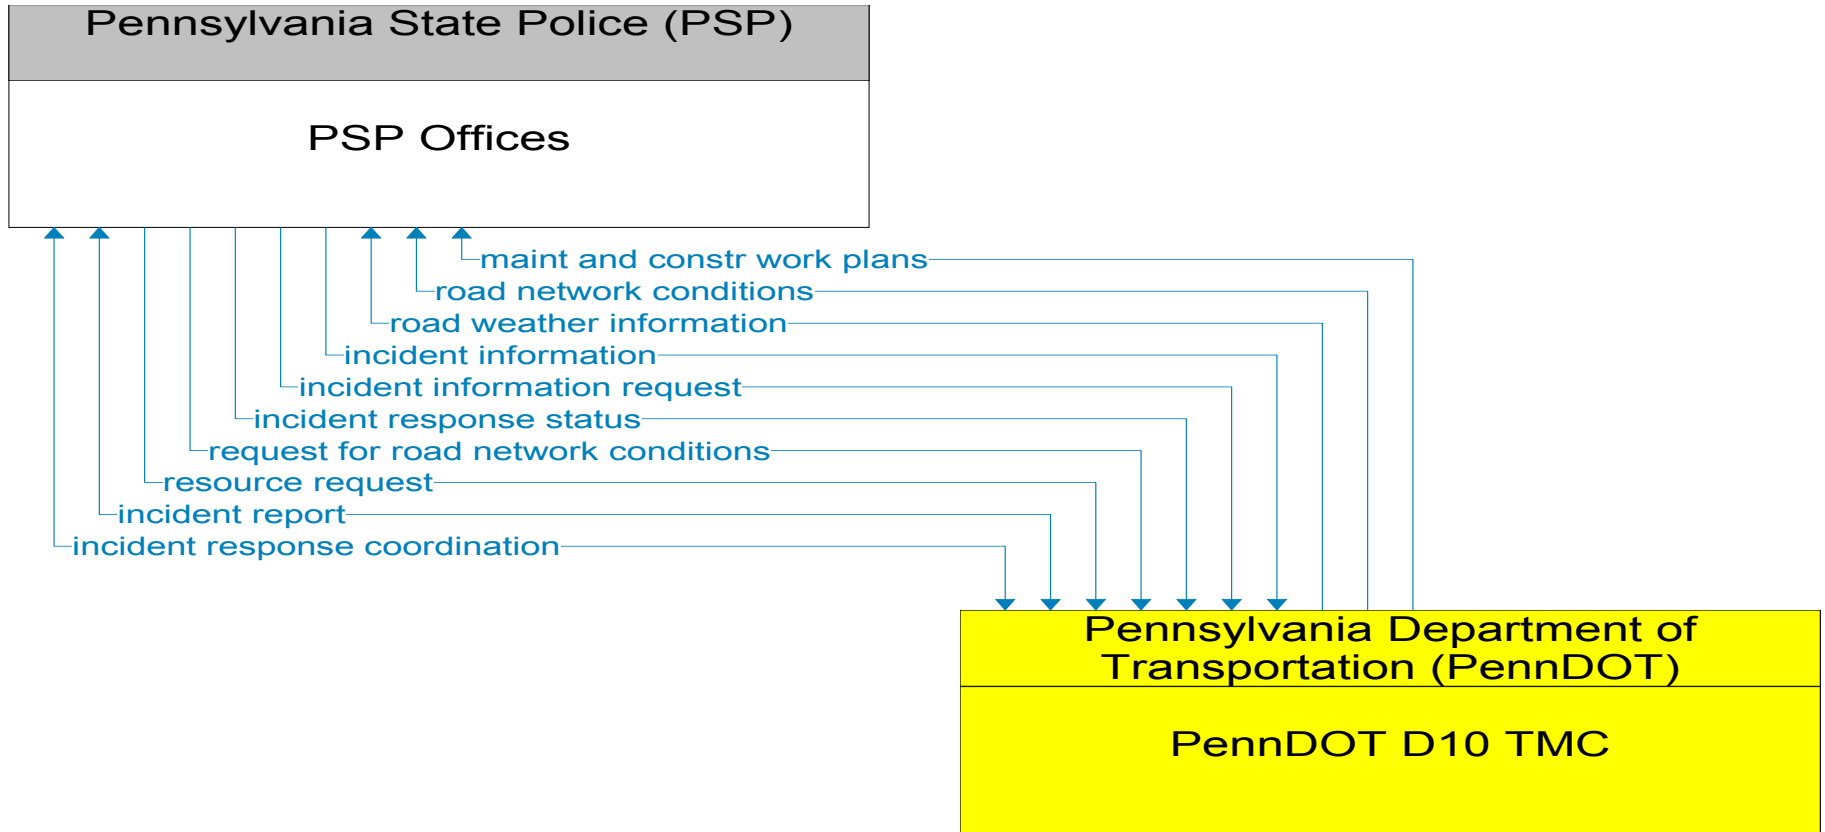 Pennsylvania State Police (PSP)
PSP Offices
maint and constr work plans
road network conditions
road weather information
incident information
incident information request
incident response status
request for road network conditions
resource request
incident report
incident response coordination
Pennsylvania Department of
Transportation (PennDOT)
PennDOT D10 TMC